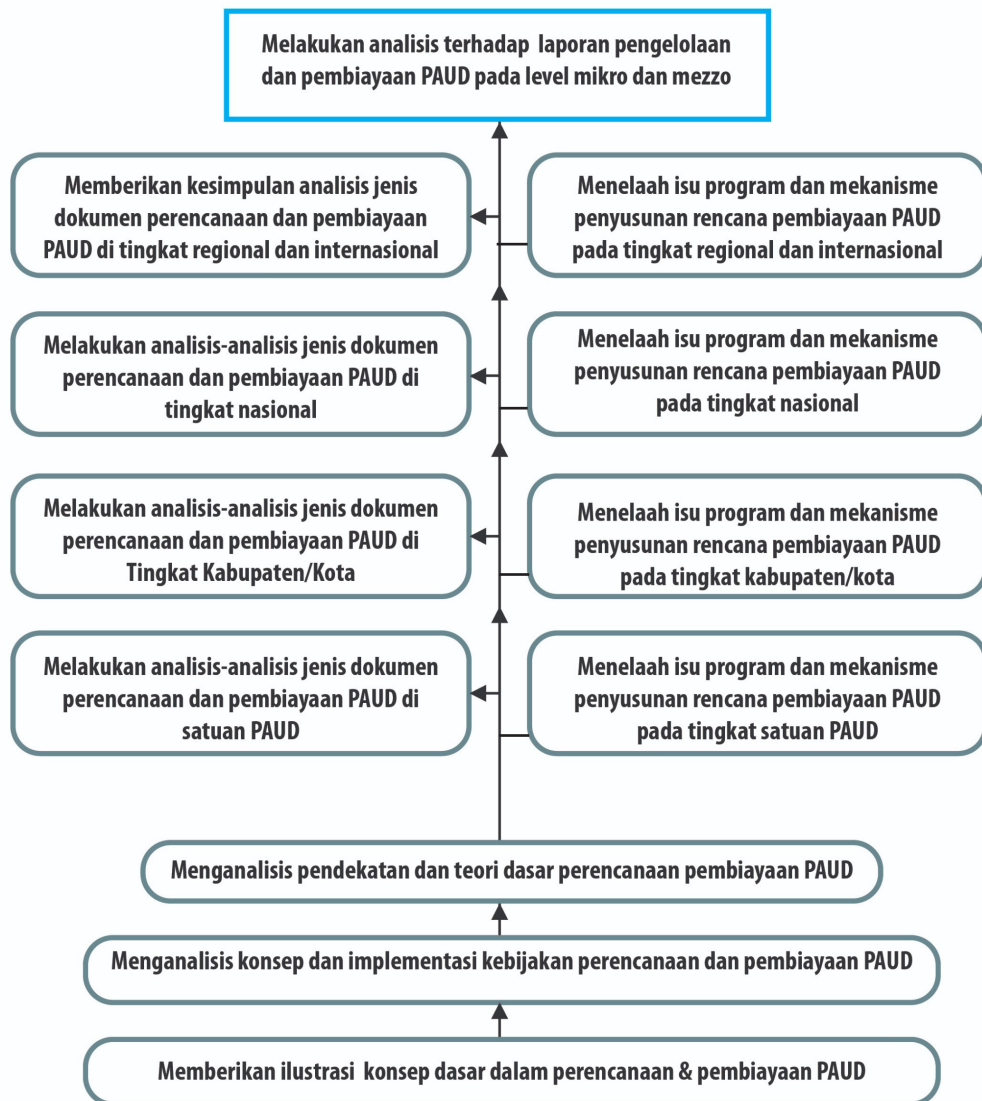 Melakukan analisis terhadap laporan pengelolaan
dan pembiayaan PAUD pada level mikro dan mezzo
Memberikan kesimpulan analisis jenis
dokumen perencanaan dan pembiayaan
PAUD di tingkat regional dan internasional
Menelaah isu program dan mekanisme
penyusunan rencana pembiayaan PAUD
pada tingkat regional dan internasional
Melakukan analisis-analisis jenis dokumen
perencanaan dan pembiayaan PAUD di
tingkat nasional
Menelaah isu program dan mekanisme
penyusunan rencana pembiayaan PAUD
pada tingkat nasional
Melakukan analisis-analisis jenis dokumen
perencanaan dan pembiayaan PAUD di
Tingkat Kabupaten/Kota
Menelaah isu program dan mekanisme
penyusunan rencana pembiayaan PAUD
pada tingkat kabupaten/kota
Melakukan analisis-analisis jenis dokumen
perencanaan dan pembiayaan PAUD di
satuan PAUD
Menelaah isu program dan mekanisme
penyusunan rencana pembiayaan PAUD
pada tingkat satuan PAUD
Menganalisis pendekatan dan teori dasar perencanaan pembiayaan PAUD
Menganalisis konsep dan implementasi kebijakan perencanaan dan pembiayaan PAUD
Memberikan ilustrasi konsep dasar dalam perencanaan & pembiayaan PAUD